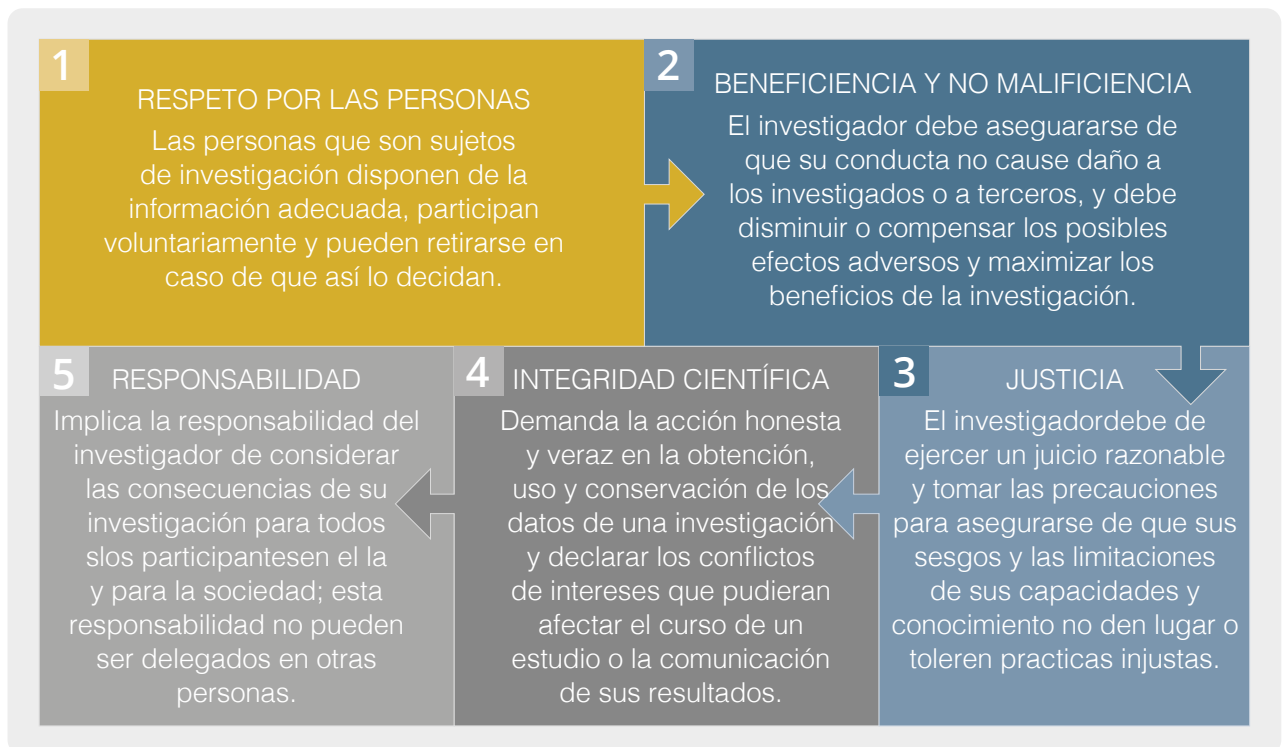 1
RESPETO POR LAS PERSONAS
Las personas que son sujetos
de investigación disponen de la
información adecuada, participan
voluntariamente y pueden retirarse en
caso de que así lo decidan.
2
BENEFICIENCIA Y NO MALIFICIENCIA
El investigador debe aseguararse de
que su conducta no cause daño a
los investigados o a terceros, y debe
disminuir o compensar los posibles
efectos adversos y maximizar los
beneficios de la investigación.
3
JUSTICIA
El investigadordebe de
ejercer un juicio razonable
y tomar las precauciones
para asegurarse de que sus
sesgos y las limitaciones
de sus capacidades y
conocimiento no den lugar o
toleren practicas injustas.
4
INTEGRIDAD CIENTÍFICA
Demanda la acción honesta
y veraz en la obtención,
uso y conservación de los
datos de una investigación
y declarar los conflictos
de intereses que pudieran
afectar el curso de un
estudio o la comunicación
de sus resultados.
5
RESPONSABILIDAD
Implica la responsabilidad del
investigador de considerar
las consecuencias de su
investigación para todos
slos participantesen el la
y para la sociedad; esta
responsabilidad no pueden
ser delegados en otras
personas.